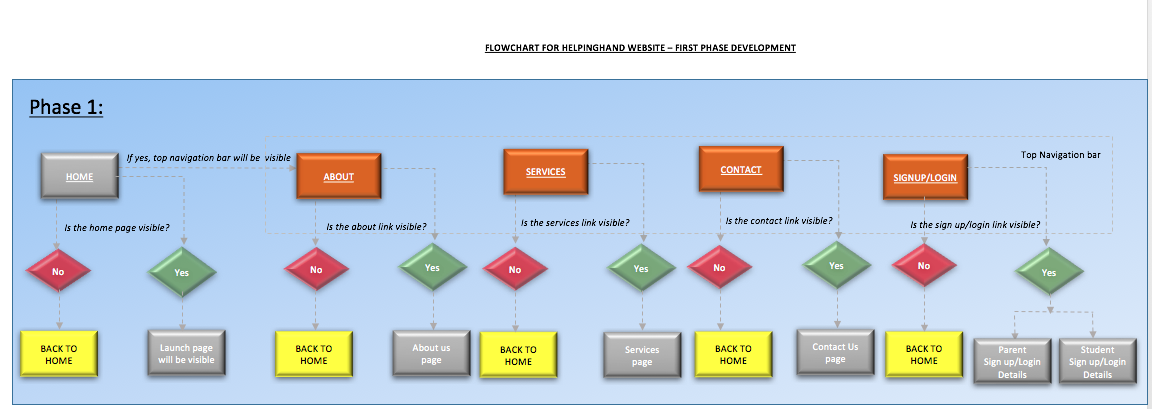 FLOWCHART FOR HELPINGHAND WEBSITE – FIRST PHASE DEVELOPMENT
Phase 1:
If yes, top navigation bar will be visible
Top Navigation bar
HOME
ABOUT
SERVICES
CONTACT
SIGNUP/LOGIN
Is the home page visible?
Is the about link visible?
Is the services link visible?
Is the contact link visible?
Is the sign up/login link visible?
No
Yes
No
Yes
No
Yes
No
Yes
No
Yes
BACK TO
HOME
Launch page
will be visible
BACK TO
HOME
About us
page
BACK TO
HOME
Services
page
BACK TO
HOME
Contact Us
page
BACK TO
HOME
Parent
Sign up/Login
Details
Student
Sign up/Login
Details